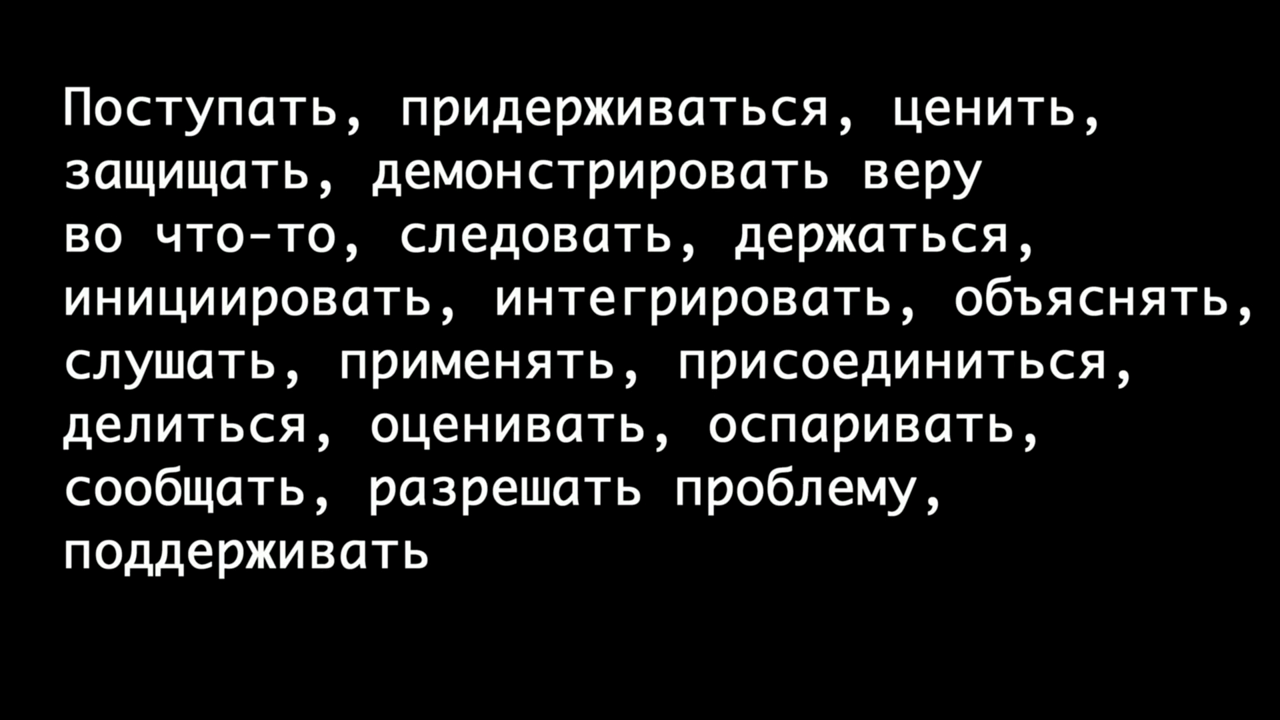 Поступать, придерживаться, ценить,
защищать, демонстрировать веру
во что-то, следовать, держаться,
инициировать, интегрировать, объяснять,
слушать, применять, присоединиться,
делиться, оценивать, оспаривать,
сообщать, разрешать проблему,
поддерживать